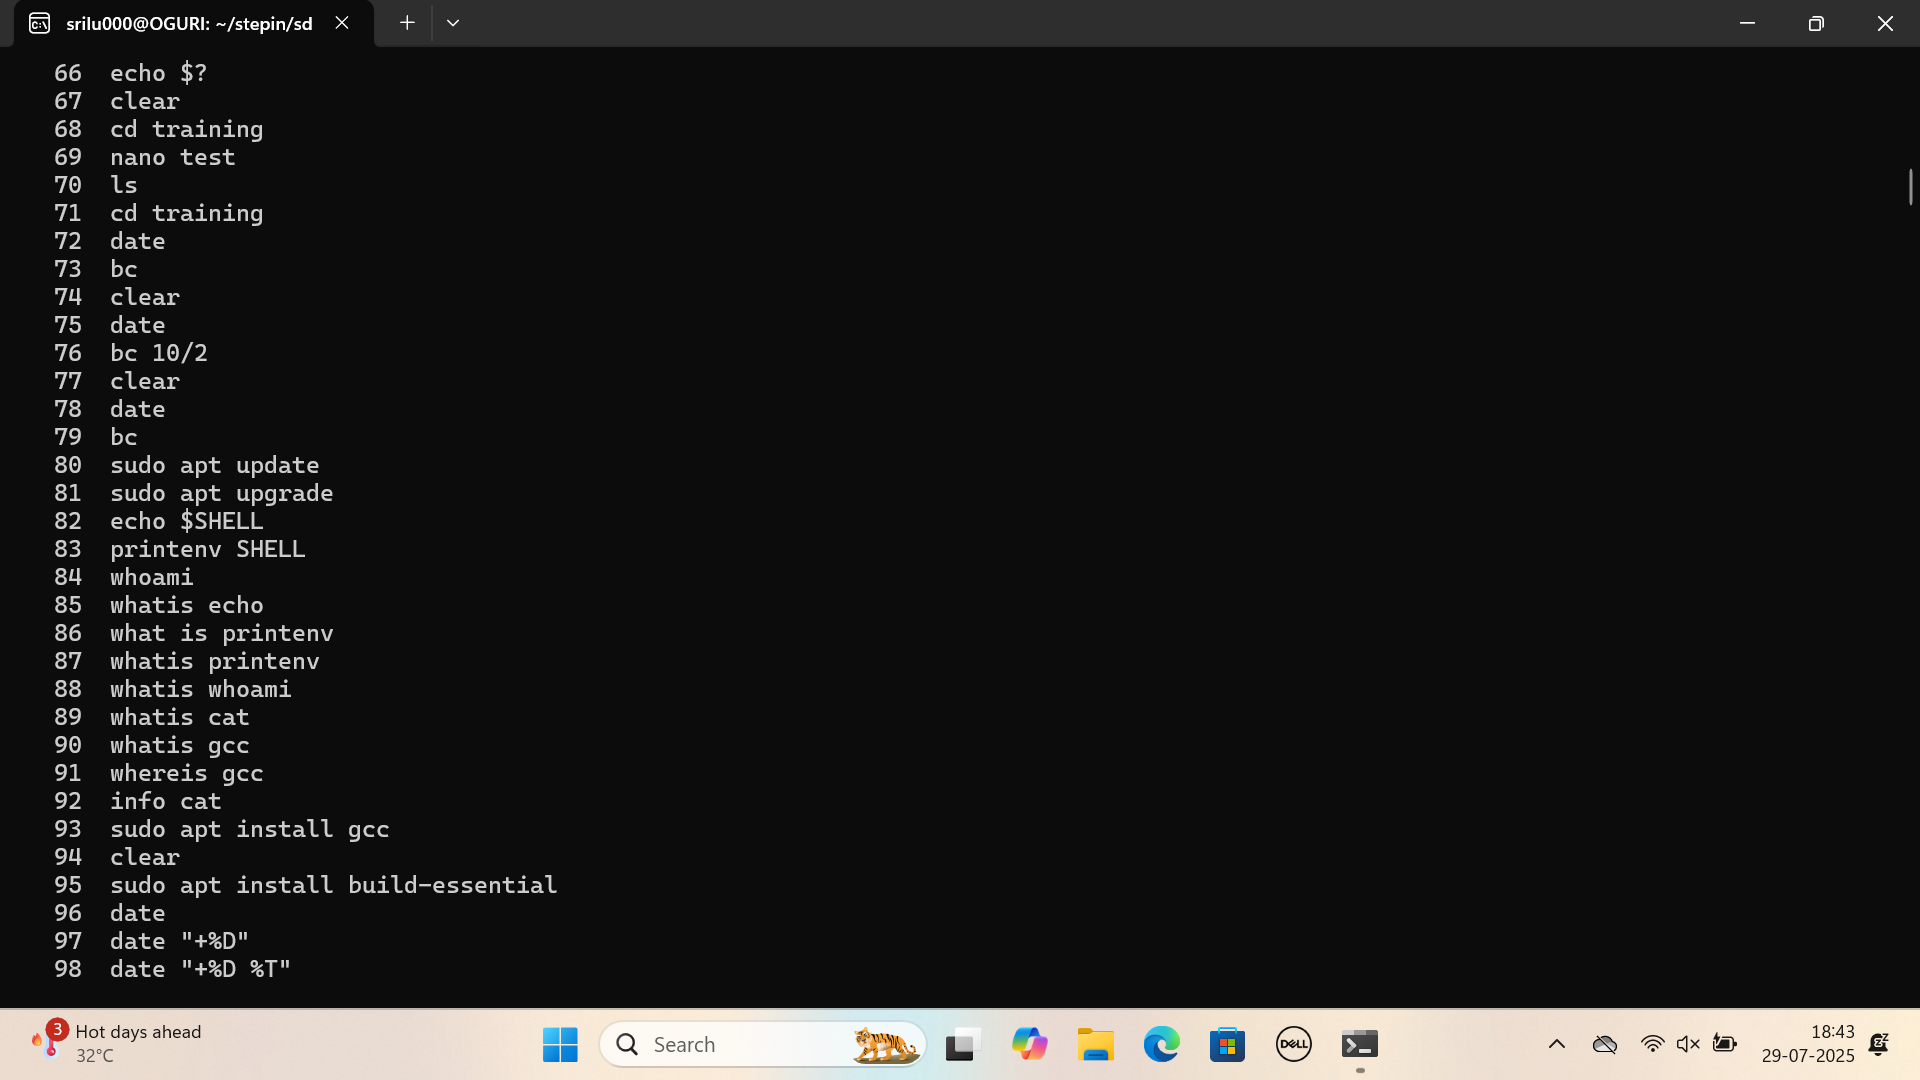 srilu000@OGURI: ~/stepin/sd
66 echo $?
67 clear
68 cd training
69 nano test
70 ls
71 cd training
72 date
73 bc
74 clear
75 date
76 bc 10/2
77 clear
78 date
79 bc
80 sudo apt update
81 sudo apt upgrade
82 echo $SHELL
83 printenv SHELL
84 whoami
85 whatis echo
86 what is printenv
87 whatis printenv
88 whatis whoami
89 whatis cat
90 whatis gcc
91 whereis gcc
92 info cat
93 sudo apt install gcc
94 clear
95 sudo apt install build-essential
96 date
97 date "+%D"
98 date "+%D %T"
3
Hot days ahead
32°C
Search
DELL
18:43
29-07-2025